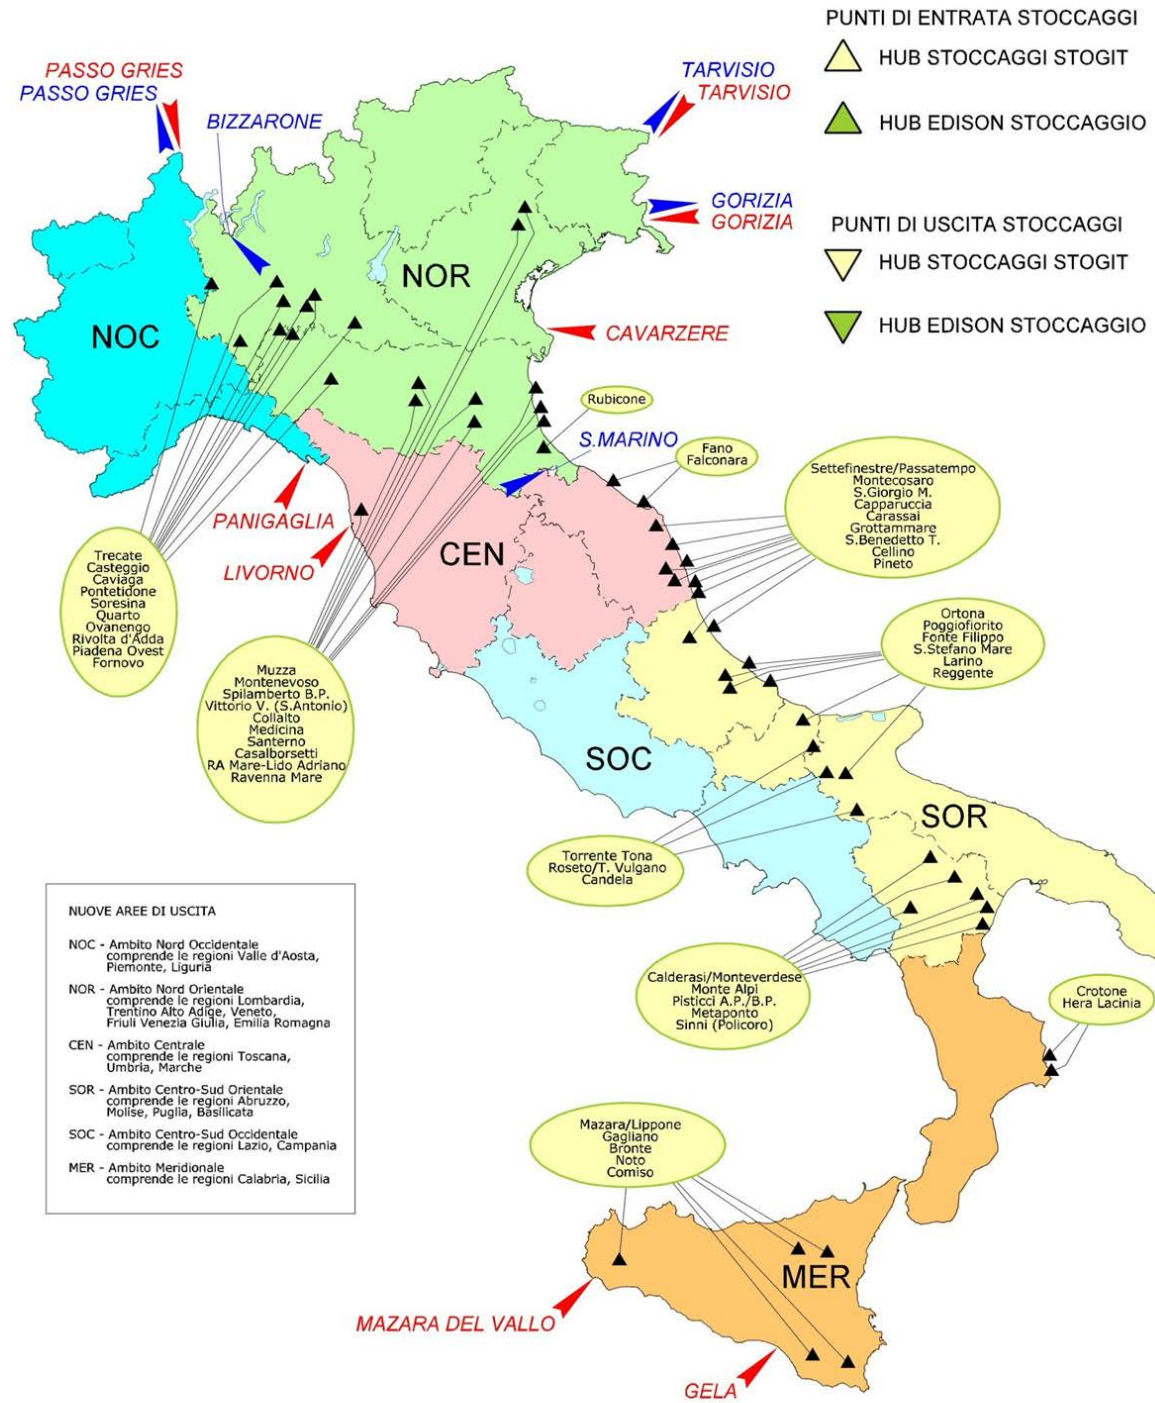 PUNTI DI ENTRATA STOCCAGGI
HUB STOCCAGGI STOGIT
HUB EDISON STOCCAGGIO
PUNTI DI USCITA STOCCAGGI
HUB STOCCAGGI STOGIT
HUB EDISON STOCCAGGIO
PASSO GRIES
PASSO GRIES
BIZZARONE
TARVISIO
TARVISIO
GORIZIA
GORIZIA
NOR
NOC
CAVARZERE
Rubicone
S.MARINO
Fano
Falconara
Settefinestre/Passatempo
Montecosaro
S.Giorgio M.
Capparuccia
Carassai
Grottammare
S.Benedetto T.
Cellino
Pineto
PANIGAGLIA
LIVORNO
CEN
Trecate
Casteggio
Caviaga
Pontetidone
Soresina
Quarto
Ovanengo
Rivolta d'Adda
Piadena Ovest
Fornovo
Muzza
Montenevoso
Spilamberto B.P.
Vittorio V. (S.Antonio)
Collalto
Medicina
Santerno
Casalborsetti
RA Mare-Lido Adriano
Ravenna Mare
Ortona
Poggiofiorito
Fonte Filippo
S.Stefano Mare
Larino
Reggente
SOC
SOR
Torrente Tona
Roseto/T. Vulgano
Candela
Calderasi/Monteverdese
Monte Alpi
Pisticci A.P./B.P.
Metaponto
Sinni (Policoro)
Crotone
Hera Lacinia
NUOVE AREE DI USCITA
NOC - Ambito Nord Occidentale
comprende le regioni Valle d'Aosta,
Piemonte, Liguria
NOR - Ambito Nord Orientale
comprende le regioni Lombardia,
Trentino Alto Adige, Veneto,
Friuli Venezia Giulia, Emilia Romagna
CEN - Ambito Centrale
comprende le regioni Toscana,
Umbria, Marche
SOR - Ambito Centro-Sud Orientale
comprende le regioni Abruzzo,
Molise, Puglia, Basilicata
SOC - Ambito Centro-Sud Occidentale
comprende le regioni Lazio, Campania
MER - Ambito Meridionale
comprende le regioni Calabria, Sicilia
Mazara/Lippone
Gagliano
Bronte
Noto
Comiso
MER
MAZARA DEL VALLO
GELA